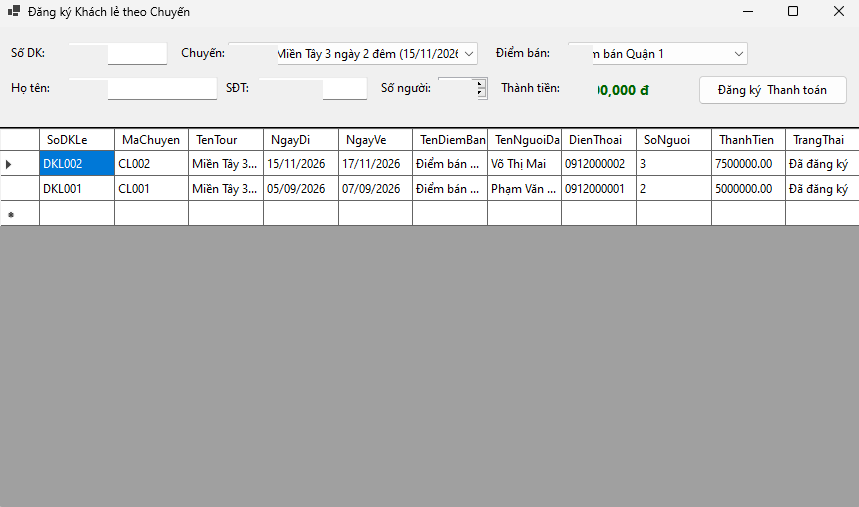 Đăng ký Khách lẻ theo Chuyến
Số DK: Chuyến: Miền Tây 3 ngày 2 đêm (15/11/2026 Điểm bán: bán Quận 1
Họ tên: SĐT: Số người: Thành tiền: 00,000 đ Đăng ký Thanh toán
SoDKLe MaChuyen TenTour NgayDi NgayVe TenDiemBan TenNguoiDa DienThoai SoNguoi ThanhTien TrangThai
DKL002 CL002 Miền Tây 3... 15/11/2026 17/11/2026 Điểm bán ... Võ Thị Mai 0912000002 3 7500000.00 Đã đăng ký
DKL001 CL001 Miền Tây 3... 05/09/2026 07/09/2026 Điểm bán ... Phạm Văn ... 0912000001 2 5000000.00 Đã đăng ký